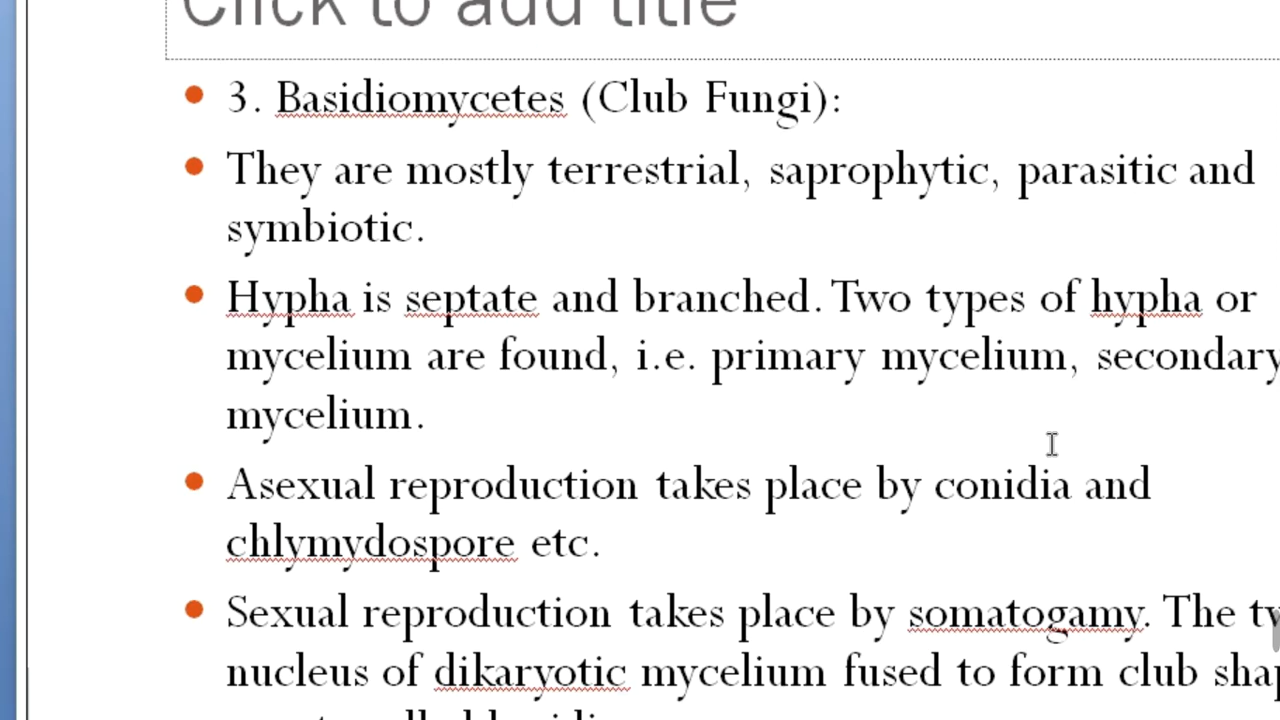 Click to add title
3. Basidiomycetes (Club Fungi):
They are mostly terrestrial, saprophytic, parasitic and
symbiotic.
Hypha is septate and branched. Two types of hypha or
mycelium are found, i.e. primary mycelium, secondary
mycelium.
Asexual reproduction takes place by conidia and
chlymydospore etc.
Sexual reproduction takes place by somatogamy. The
nucleus of dikaryotic mycelium fused to form club